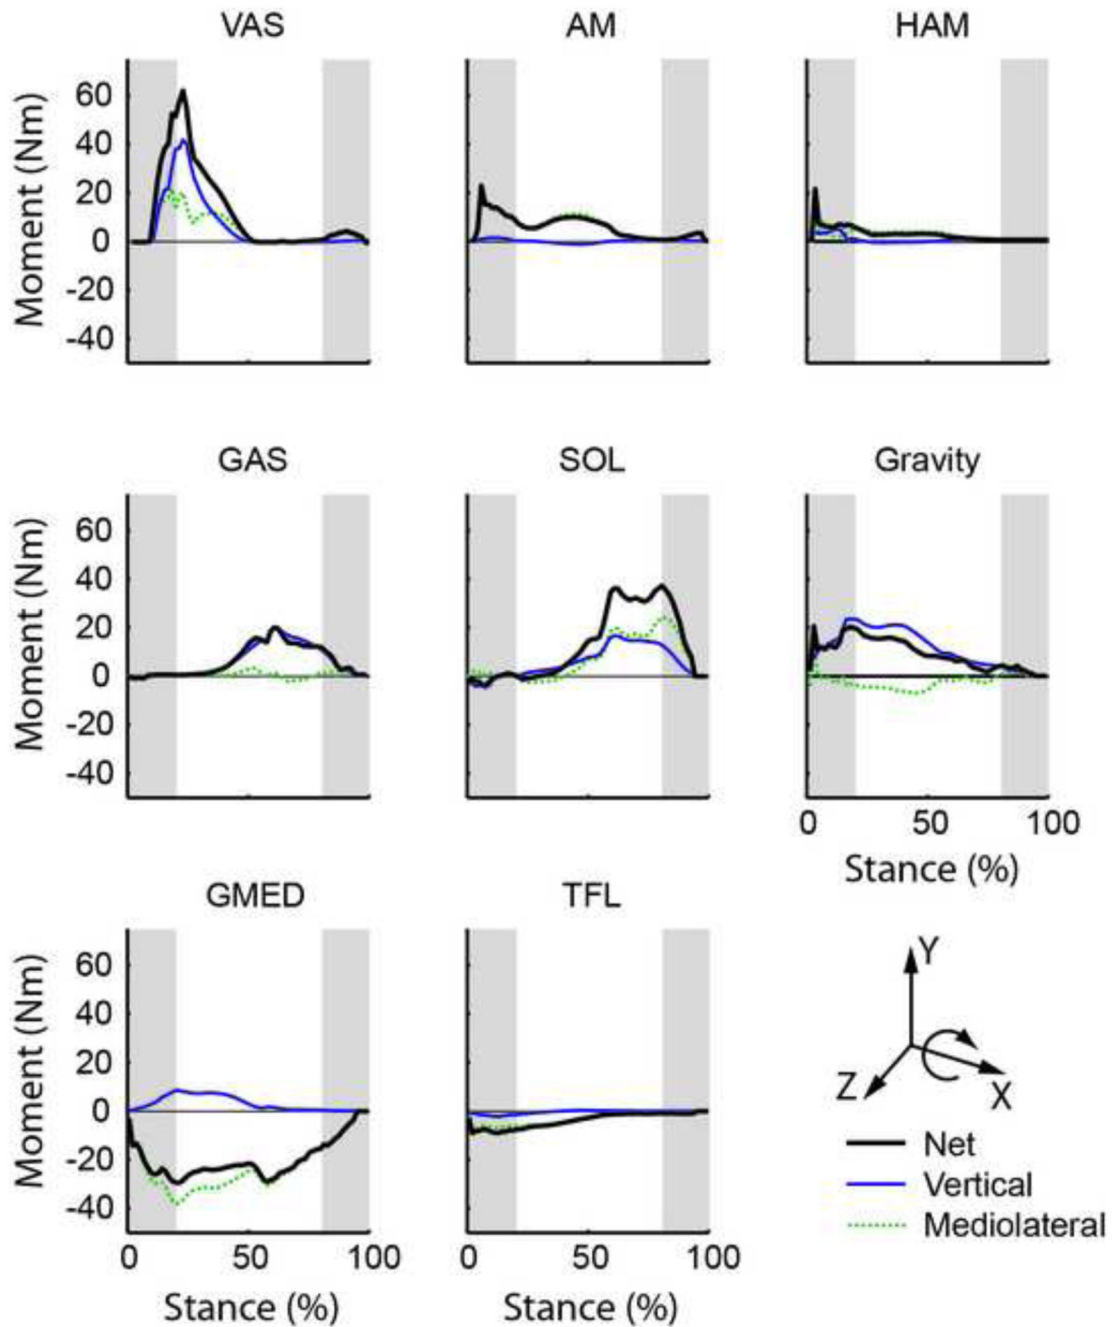 VAS AM HAM
Moment (Nm)
60
40
20
0
-20
-40
GAS SOL Gravity
Moment (Nm)
60
40
20
0
-20
-40
0 50 100
Stance (%)
GMED TFL
Moment (Nm)
60
40
20
0
-20
-40
0 50 100 0 50 100
Stance (%) Stance (%)
Y
Z
X
Net
Vertical
Mediolateral